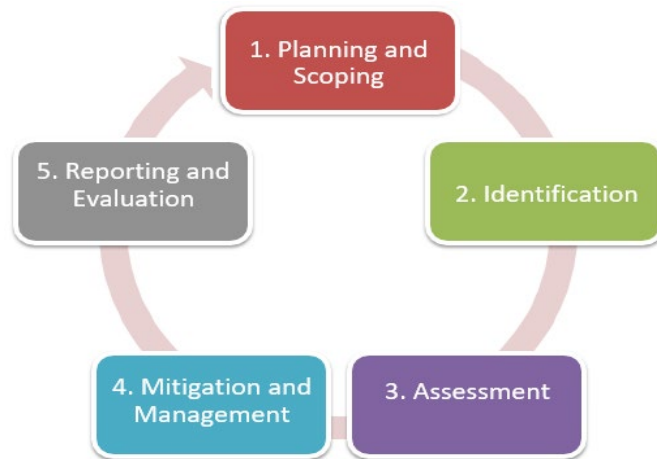 1. Planning and
Scoping
2. Identification
3. Assessment
4. Mitigation and
Management
5. Reporting and
Evaluation